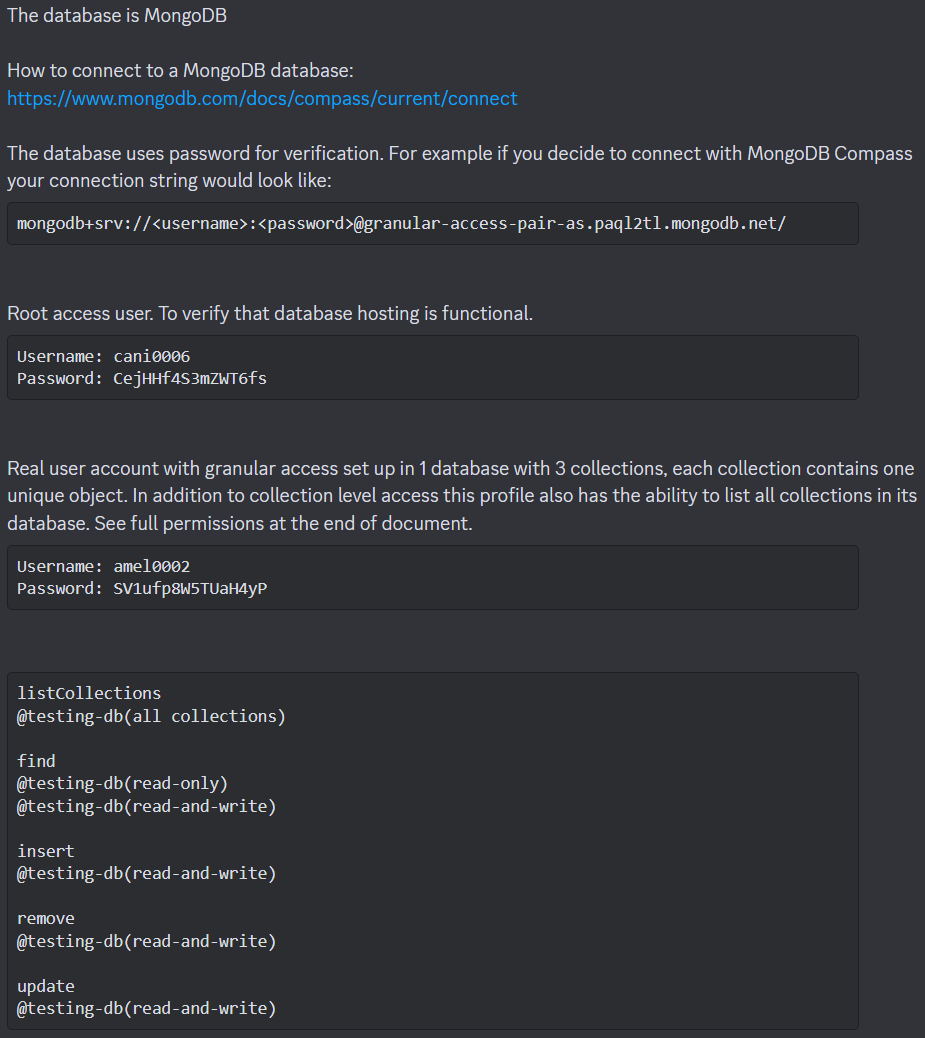 The database is MongoDB
How to connect to a MongoDB database:
https://www.mongodb.com/docs/compass/current/connect
The database uses password for verification. For example if you decide to connect with MongoDB Compass
your connection string would look like:
mongodb+srv://<username>:<password>@granular-access-pair-as.paql2tl.mongodb.net/
Root access user. To verify that database hosting is functional.
Username: cani0006
Password: CejHHf4S3mZWT6fs
Real user account with granular access set up in 1 database with 3 collections, each collection contains one
unique object. In addition to collection level access this profile also has the ability to list all collections in its
database. See full permissions at the end of document.
Username: amel0002
Password: SV1ufp8W5TUaH4yP
listCollections
@testing-db(all collections)
find
@testing-db(read-only)
@testing-db(read-and-write)
insert
@testing-db(read-and-write)
remove
@testing-db(read-and-write)
update
@testing-db(read-and-write)